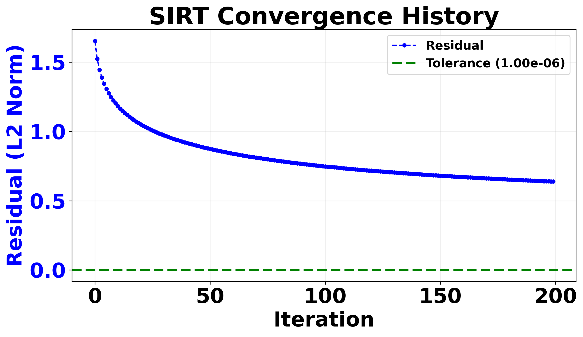 SIRT Convergence History
Residual (L2 Norm)
1.5
1.0
0.5
0.0
Residual
Tolerance (1.00e-06)
0 50 100 150 200
Iteration